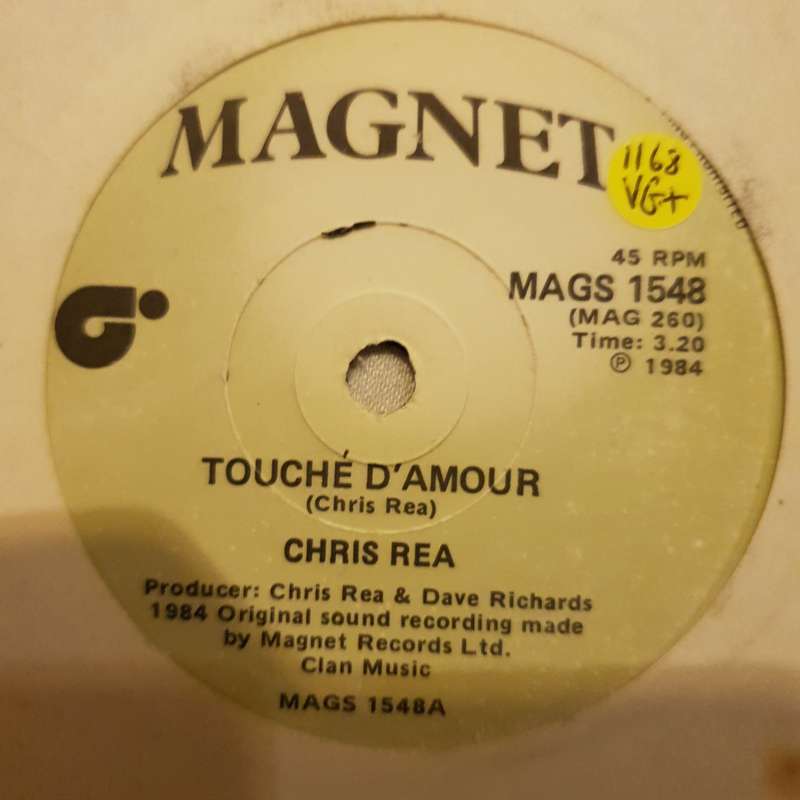 MAGNET
1168
VG+
45 RPM
MAGS 1548
(MAG 260)
Time: 3.20
℗ 1984
TOUCHÉ D'AMOUR
(Chris Rea)
CHRIS REA
Producer: Chris Rea & Dave Richards
1984 Original sound recording made
by Magnet Records Ltd.
Clan Music
MAGS 1548A